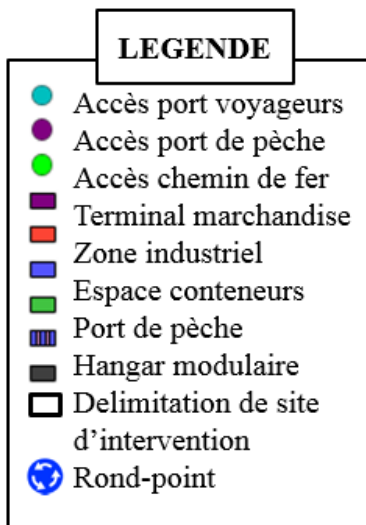 LEGENDE
Accès port voyageurs
Accès port de pèche
Accès chemin de fer
Terminal marchandise
Zone industriel
Espace conteneurs
Port de pèche
Hangar modulaire
Delimitation de site
d'intervention
Rond-point